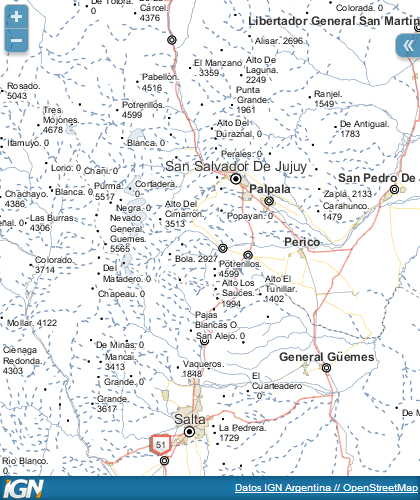 De Tolora.
0
Cárcel.
4376
Colorada. 0
Libertador General San Martín
+
−
«
Alisar. 2696
El Manzano
3359
Alto De
Laguna.
2249
Pabellón.
4516
Rosado.
5043
Punta
Grande.
1961
Ranjel.
1549
Potrerillos.
4599
Tres
Mojones.
4678
Alto Del
Duraznal. 0
De Antigual.
1783
Itamuyo. 0
Blanca. 0
Perales. 0
Lono. 0
Chañi. 0
San Salvador De Jujuy
San Pedro De J
Chachayo.
4386
Blanca. 0
Purma.
5517
Cortadera.
0
Palpala
Zapla. 2133
Carahunco.
1479
Las Burras.
4306
Negra. 0
Nevado
General
Guemes.
5565
Alto Del
Cimarron.
3513
Popayan. 0
Perico
Colorado.
3714
Bola. 2927
Potrerillos.
4599
Del
Matadero. 0
Alto Los
Sauces.
1994
Alto El
Tunillar.
1402
Chapeau. 0
Mollar. 4122
Pajas
Blancas O
San Alejo. 0
Ciénaga
Redonda.
4303
De Minas. 0
Mancai.
3413
General Güemes
Vaqueros.
1848
Grande. 0
El
Cuarteadero
0
Grande.
3617
Salta
De M
La Pedrera.
1729
51
Rio Blanco.
0
IGN
Datos IGN Argentina // OpenStreetMap